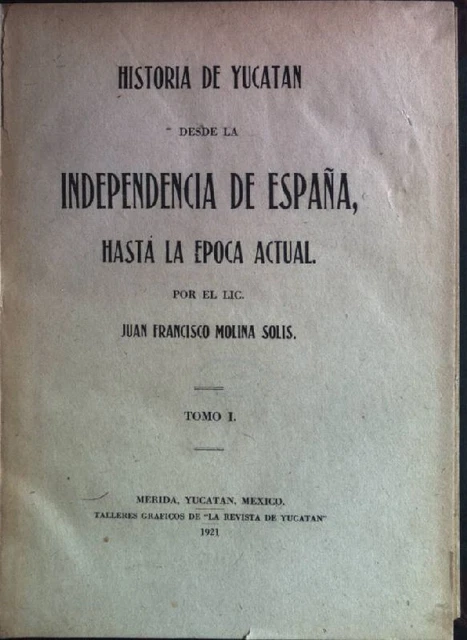 HISTORIA DE YUCATAN
DESDE LA
INDEPENDENCIA DE ESPAÑA,
HASTA LA EPOCA ACTUAL.
POR EL LIC.
JUAN FRANCISCO MOLINA SOLIS.
TOMO I.
MERIDA, YUCATAN, MEXICO.
TALLERES GRAFICOS DE "LA REVISTA DE YUCATAN"
1921